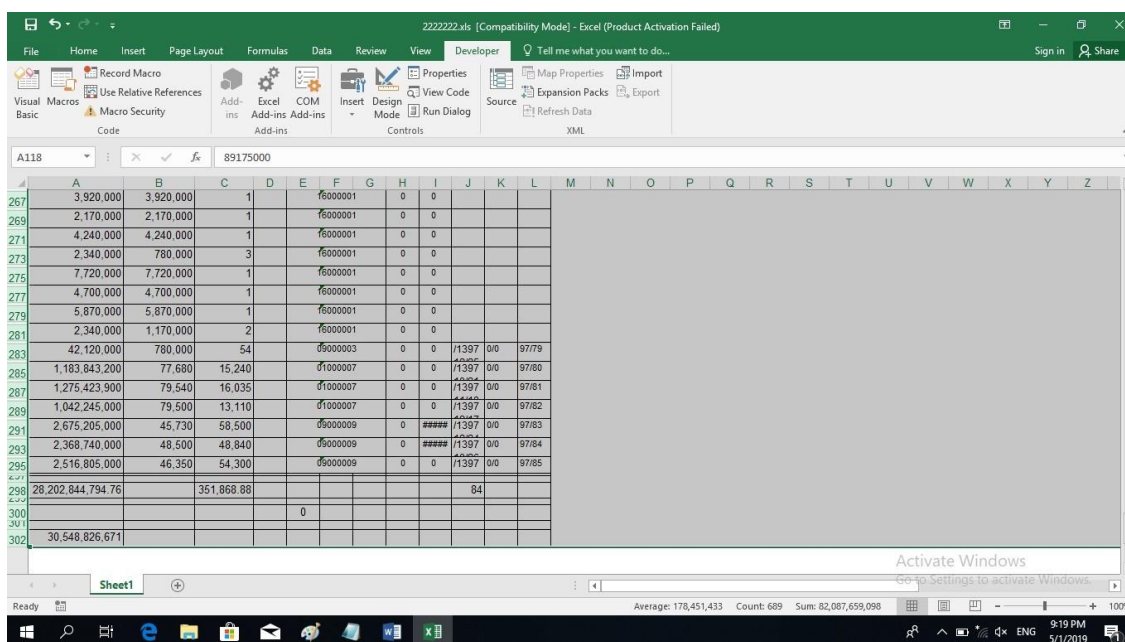 2222222.xls [Compatibility Mode] - Excel (Product Activation Failed)
File Home Insert Page Layout Formulas Data Review View Developer Tell me what you want to do... Sign in Share
Visual Basic Macros Record Macro Use Relative References Macro Security Add-ins Excel Add-ins COM Add-ins Insert Design Mode Properties View Code Run Dialog Source Map Properties Expansion Packs Refresh Data Import Export
Code Add-ins Controls XML
A118 fx 89175000
A B C D E F G H I J K L M N O P Q R S T U V W X Y Z
267 3,920,000 3,920,000 1 16000001 0 0
269 2,170,000 2,170,000 1 16000001 0 0
271 4,240,000 4,240,000 1 16000001 0 0
273 2,340,000 780,000 3 16000001 0 0
275 7,720,000 7,720,000 1 16000001 0 0
277 4,700,000 4,700,000 1 16000001 0 0
279 5,870,000 5,870,000 1 16000001 0 0
281 2,340,000 1,170,000 2 16000001 0 0
283 42,120,000 780,000 54 09000003 0 0 /1397 0/0 97/79
285 1,183,843,200 77,680 15,240 01000007 0 0 /1397 0/0 97/80
287 1,275,423,900 79,540 16,035 01000007 0 0 /1397 0/0 97/81
289 1,042,245,000 79,500 13,110 01000007 0 0 /1397 0/0 97/82
291 2,675,205,000 45,730 58,500 09000009 0 ##### /1397 0/0 97/83
293 2,368,740,000 48,500 48,840 09000009 0 ##### /1397 0/0 97/84
295 2,516,805,000 46,350 54,300 09000009 0 0 /1397 0/0 97/85
298 28,202,844,794.76 351,868.88 84
300 0
301
302 30,548,826,671
Activate Windows
Go to Settings to activate Windows.
Sheet1
Ready Average: 178,451,433 Count: 689 Sum: 82,087,659,098 100%
ENG 9:19 PM
5/1/2019